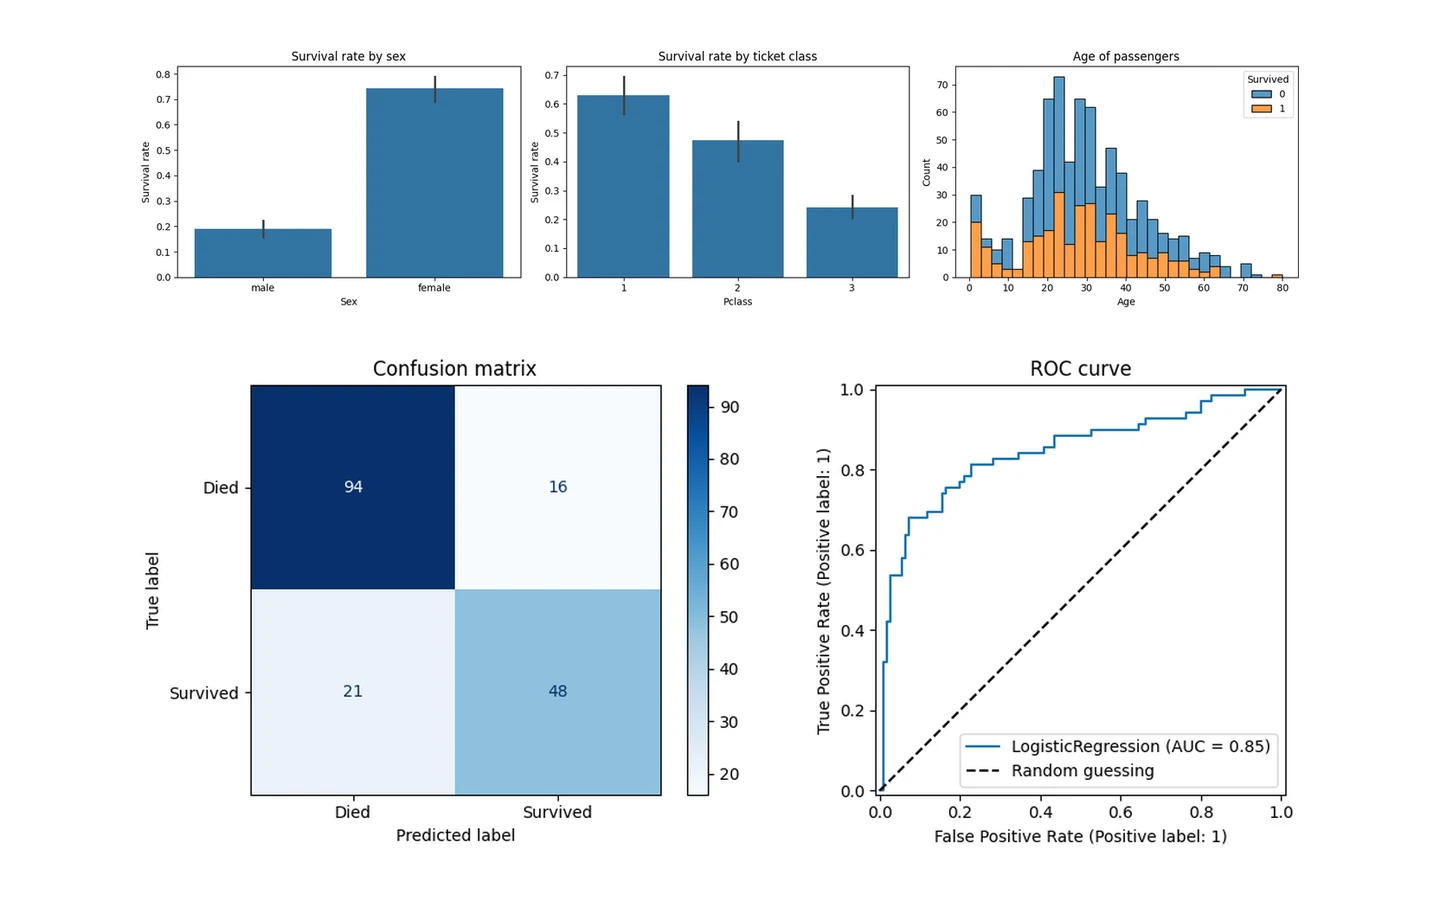 Survival rate by sex
0.8
0.7
0.6
0.5
0.4
0.3
0.2
0.1
0.0
Survival rate
male female
Sex
Survival rate by ticket class
0.7
0.6
0.5
0.4
0.3
0.2
0.1
0.0
Survival rate
1 2 3
Pclass
Age of passengers
70
60
50
40
30
20
10
0
Count
Survived
0
1
0 10 20 30 40 50 60 70 80
Age
Confusion matrix
True label
Died
Survived
94 16
21 48
Died Survived
Predicted label
90
80
70
60
50
40
30
20
ROC curve
True Positive Rate (Positive label: 1)
1.0
0.8
0.6
0.4
0.2
0.0
LogisticRegression (AUC = 0.85)
Random guessing
0.0 0.2 0.4 0.6 0.8 1.0
False Positive Rate (Positive label: 1)